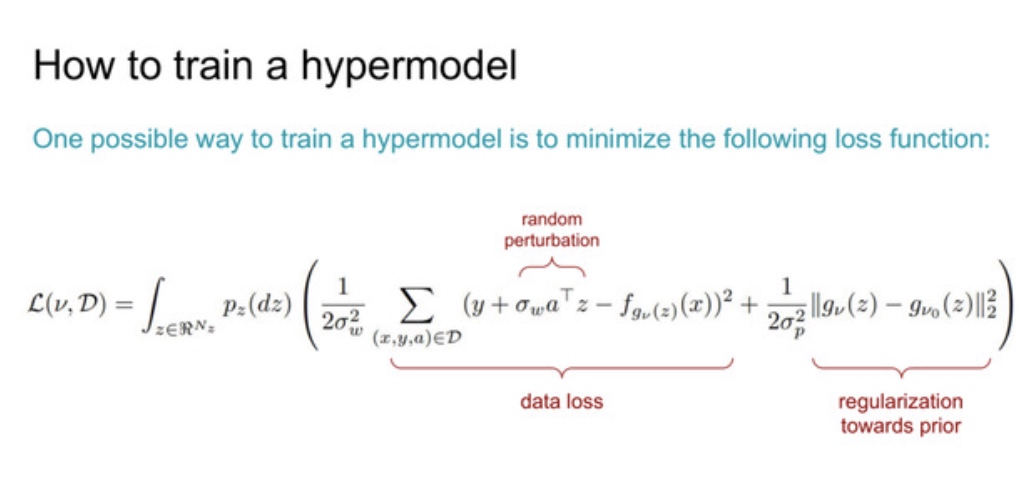 How to train a hypermodel
One possible way to train a hypermodel is to minimize the following loss function:
random
perturbation
$\mathcal{L}(\nu, \mathcal{D}) = \int_{z \in \Re^{N_z}} p_z(dz) \left( \frac{1}{2\sigma_w^2} \sum_{(x,y,a) \in \mathcal{D}} (y + \sigma_w a^\top z - f_{g_\nu(z)}(x))^2 + \frac{1}{2\sigma_p^2} \| g_\nu(z) - g_{\nu_0}(z) \|_2^2 \right)$
data loss
regularization
towards prior